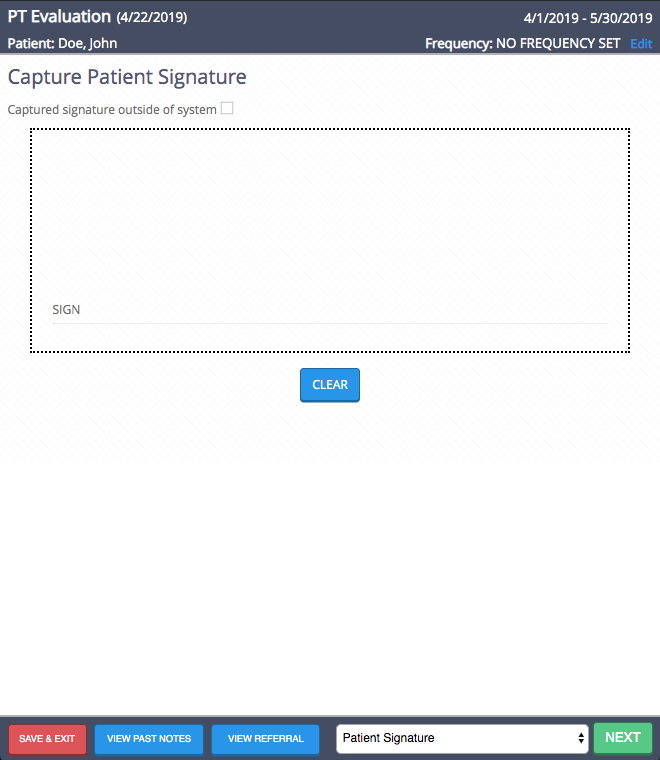 PT Evaluation (4/22/2019) 4/1/2019 - 5/30/2019
Patient: Doe, John Frequency: NO FREQUENCY SET Edit
Capture Patient Signature
Captured signature outside of system
SIGN
CLEAR
SAVE & EXIT VIEW PAST NOTES VIEW REFERRAL Patient Signature NEXT